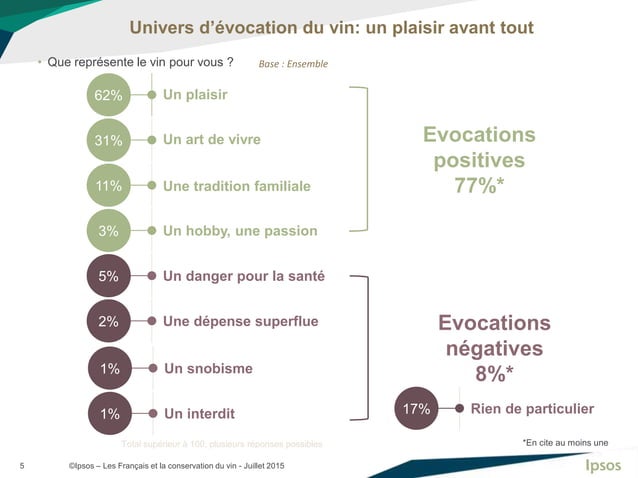 Univers d’évocation du vin: un plaisir avant tout
• Que représente le vin pour vous ? Base : Ensemble
62% Un plaisir
31% Un art de vivre
11% Une tradition familiale
3% Un hobby, une passion
Evocations
positives
77%*
5% Un danger pour la santé
2% Une dépense superflue
1% Un snobisme
1% Un interdit
Evocations
négatives
8%*
17% Rien de particulier
Total supérieur à 100, plusieurs réponses possibles
*En cite au moins une
5 ©Ipsos – Les Français et la conservation du vin - Juillet 2015
Ipsos